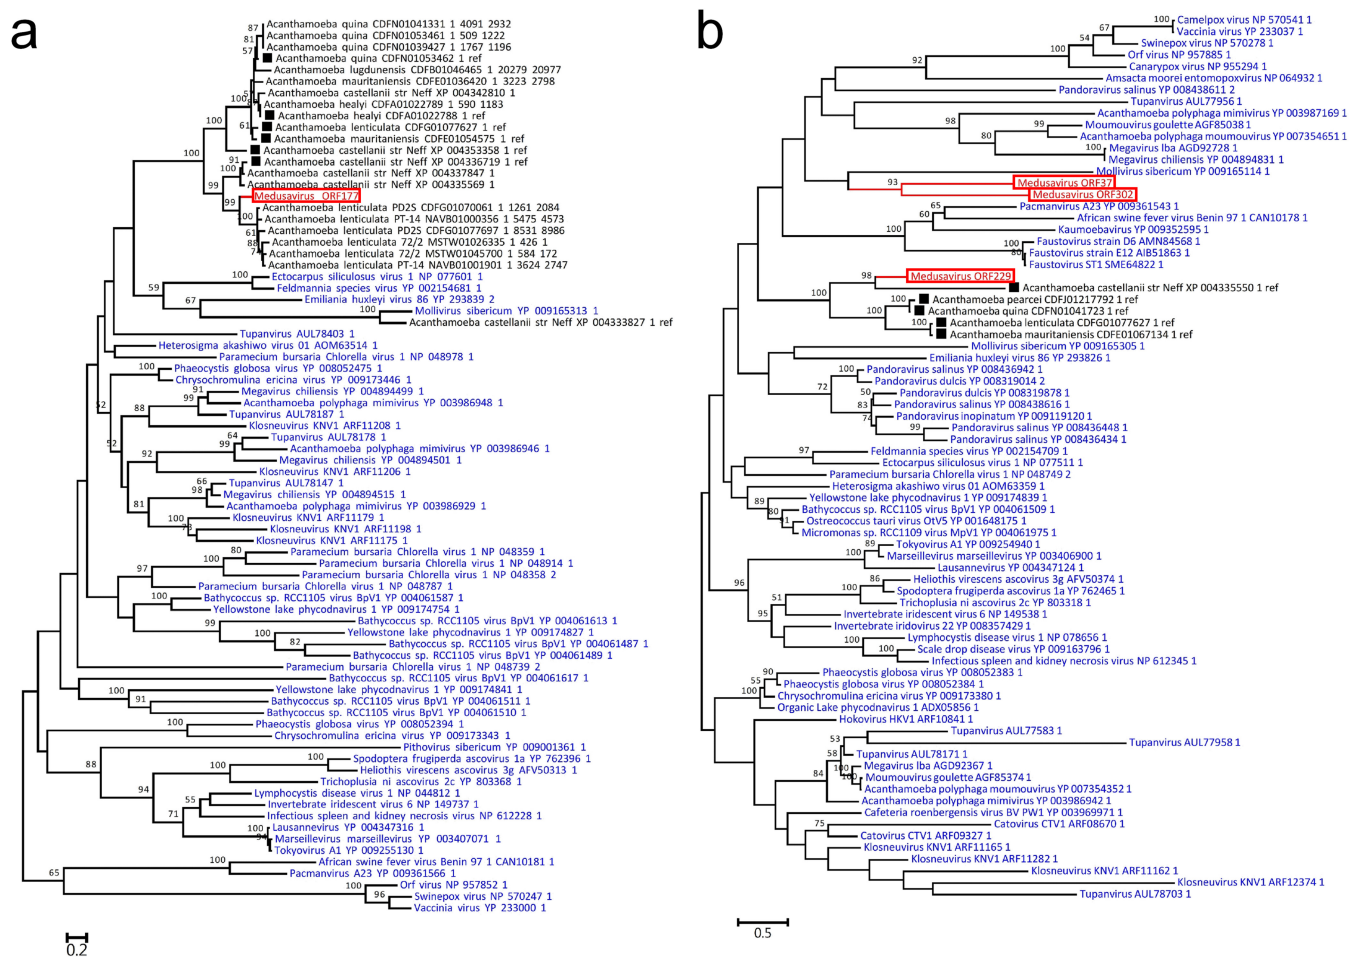 a
Acanthamoeba quina CDFN01041331 1 4091 2932
Acanthamoeba quina CDFN01053461 1 509 1222
Acanthamoeba quina CDFN01039427 1 1767 1196
Acanthamoeba quina CDFN01053462 1 ref
Acanthamoeba lugdunensis CDFB01046465 1 20279 20977
Acanthamoeba mauritaniensis CDFE01036420 1 3223 2798
Acanthamoeba castellanii str Neff XP 004342810 1
Acanthamoeba healyi CDFA01022789 1 590 1183
Acanthamoeba healyi CDFA01022788 1 ref
Acanthamoeba lenticulata CDFG01077627 1 ref
Acanthamoeba mauritaniensis CDFE01054575 1 ref
Acanthamoeba castellanii str Neff XP 004353358 1 ref
Acanthamoeba castellanii str Neff XP 004336719 1 ref
Acanthamoeba castellanii str Neff XP 004337847 1
Acanthamoeba castellanii str Neff XP 004335569 1
Medusavirus ORF177
Acanthamoeba lenticulata PD2S CDFG01070061 1 1261 2084
Acanthamoeba lenticulata PT-14 NAVB01000356 1 5475 4573
Acanthamoeba lenticulata PD2S CDFG01077697 1 8531 8986
Acanthamoeba lenticulata 72/2 MSTW01026335 1 426 1
Acanthamoeba lenticulata 72/2 MSTW01045700 1 584 172
Acanthamoeba lenticulata PT-14 NAVB01001901 1 3624 2747
Ectocarpus siliculosus virus 1 NP 077601 1
Feldmannia species virus YP 002154681 1
Emiliania huxleyi virus 86 YP 293839 2
Mollivirus sibericum YP 009165313 1
Acanthamoeba castellanii str Neff XP 004333827 1 ref
Tupanvirus AUL78403 1
Heterosigma akashiwo virus 01 AOM63514 1
Paramecium bursaria Chlorella virus 1 NP 048978 1
Phaeocystis globosa virus YP 008052475 1
Chrysochromulina ericina virus YP 009173446 1
Megavirus chiliensis YP 004894499 1
Acanthamoeba polyphaga mimivirus YP 003986948 1
Tupanvirus AUL78187 1
Klosneuvirus KNV1 ARF11208 1
Tupanvirus AUL78178 1
Acanthamoeba polyphaga mimivirus YP 003986946 1
Megavirus chiliensis YP 004894501 1
Klosneuvirus KNV1 ARF11206 1
Tupanvirus AUL78147 1
Megavirus chiliensis YP 004894515 1
Acanthamoeba polyphaga mimivirus YP 003986929 1
Klosneuvirus KNV1 ARF11179 1
Klosneuvirus KNV1 ARF11198 1
Klosneuvirus KNV1 ARF11175 1
Paramecium bursaria Chlorella virus 1 NP 048359 1
Paramecium bursaria Chlorella virus 1 NP 048914 1
Paramecium bursaria Chlorella virus 1 NP 048358 2
Paramecium bursaria Chlorella virus 1 NP 048787 1
Bathycoccus sp. RCC1105 virus BpV1 YP 004061587 1
Yellowstone lake phycodnavirus 1 YP 009174754 1
Bathycoccus sp. RCC1105 virus BpV1 YP 004061613 1
Yellowstone lake phycodnavirus 1 YP 009174827 1
Bathycoccus sp. RCC1105 virus BpV1 YP 004061487 1
Bathycoccus sp. RCC1105 virus BpV1 YP 004061489 1
Paramecium bursaria Chlorella virus 1 NP 048739 2
Bathycoccus sp. RCC1105 virus BpV1 YP 004061617 1
Yellowstone lake phycodnavirus 1 YP 009174841 1
Bathycoccus sp. RCC1105 virus BpV1 YP 004061511 1
Bathycoccus sp. RCC1105 virus BpV1 YP 004061510 1
Phaeocystis globosa virus YP 008052394 1
Chrysochromulina ericina virus YP 009173343 1
Pithovirus sibericum YP 009001361 1
Spodoptera frugiperda ascovirus 1a YP 762396 1
Heliothis virescens ascovirus 3g AFV50313 1
Trichoplusia ni ascovirus 2c YP 803368 1
Lymphocystis disease virus 1 NP 044812 1
Invertebrate iridescent virus 6 NP 149737 1
Infectious spleen and kidney necrosis virus NP 612228 1
Lausannevirus YP 004347316 1
Marseillevirus marseillevirus YP 003407071 1
Tokyovirus A1 YP 009255130 1
African swine fever virus Benin 97 1 CAN10181 1
Pacmanvirus A23 YP 009361566 1
Orf virus NP 957852 1
Swinepox virus NP 570247 1
Vaccinia virus YP 233000 1
0.2
b
Camelpox virus NP 570541 1
Vaccinia virus YP 233037 1
Swinepox virus NP 570278 1
Orf virus NP 957885 1
Canarypox virus NP 955294 1
Amsacta moorei entomopoxvirus NP 064932 1
Pandoravirus salinus YP 008438611 2
Tupanvirus AUL77956 1
Acanthamoeba polyphaga mimivirus YP 003987169 1
Moumouvirus goulette AGF85038 1
Acanthamoeba polyphaga moumouvirus YP 007354651 1
Megavirus lba AGD92728 1
Megavirus chiliensis YP 004894831 1
Mollivirus sibericum YP 009165114 1
Medusavirus ORF37
Medusavirus ORF302
Pacmanvirus A23 YP 009361543 1
African swine fever virus Benin 97 1 CAN10178 1
Kaumoebavirus YP 009352595 1
Faustovirus strain D6 AMN84568 1
Faustovirus strain E12 AIB51863 1
Faustovirus ST1 SME64822 1
Medusavirus ORF229
Acanthamoeba castellanii str Neff XP 004335550 1 ref
Acanthamoeba pearcei CDFJ01217792 1 ref
Acanthamoeba quina CDFN01041723 1 ref
Acanthamoeba lenticulata CDFG01077627 1 ref
Acanthamoeba mauritaniensis CDFE01067134 1 ref
Mollivirus sibericum YP 009165305 1
Emiliania huxleyi virus 86 YP 293826 1
Pandoravirus salinus YP 008436942 1
Pandoravirus dulcis YP 008319014 2
Pandoravirus dulcis YP 008319878 1
Pandoravirus salinus YP 008438616 1
Pandoravirus inopinatum YP 009119120 1
Pandoravirus salinus YP 008436448 1
Pandoravirus salinus YP 008436434 1
Feldmannia species virus YP 002154709 1
Ectocarpus siliculosus virus 1 NP 077511 1
Paramecium bursaria Chlorella virus 1 NP 048749 2
Heterosigma akashiwo virus 01 AOM63359 1
Yellowstone lake phycodnavirus 1 YP 009174839 1
Bathycoccus sp. RCC1105 virus BpV1 YP 004061509 1
Ostreococcus tauri virus OtV5 YP 001648175 1
Micromonas sp. RCC1109 virus MpV1 YP 004061975 1
Tokyovirus A1 YP 009254940 1
Marseillevirus marseillevirus YP 003406900 1
Lausannevirus YP 004347124 1
Heliothis virescens ascovirus 3g AFV50374 1
Spodoptera frugiperda ascovirus 1a YP 762465 1
Trichoplusia ni ascovirus 2c YP 803318 1
Invertebrate iridescent virus 6 NP 149538 1
Invertebrate iridovirus 22 YP 008357429 1
Lymphocystis disease virus 1 NP 078656 1
Scale drop disease virus YP 009163796 1
Infectious spleen and kidney necrosis virus NP 612345 1
Phaeocystis globosa virus YP 008052383 1
Phaeocystis globosa virus YP 008052384 1
Chrysochromulina ericina virus YP 009173380 1
Organic Lake phycodnavirus 1 ADX05856 1
Hokovirus HKV1 ARF10841 1
Tupanvirus AUL77583 1
Tupanvirus AUL77958 1
Tupanvirus AUL78171 1
Megavirus lba AGD92367 1
Moumouvirus goulette AGF85374 1
Acanthamoeba polyphaga moumouvirus YP 007354352 1
Acanthamoeba polyphaga mimivirus YP 003986942 1
Cafeteria roenbergensis virus BV PW1 YP 003969971 1
Catovirus CTV1 ARF08670 1
Catovirus CTV1 ARF09327 1
Klosneuvirus KNV1 ARF11165 1
Klosneuvirus KNV1 ARF11282 1
Klosneuvirus KNV1 ARF11162 1
Klosneuvirus KNV1 ARF12374 1
Tupanvirus AUL78703 1
0.5